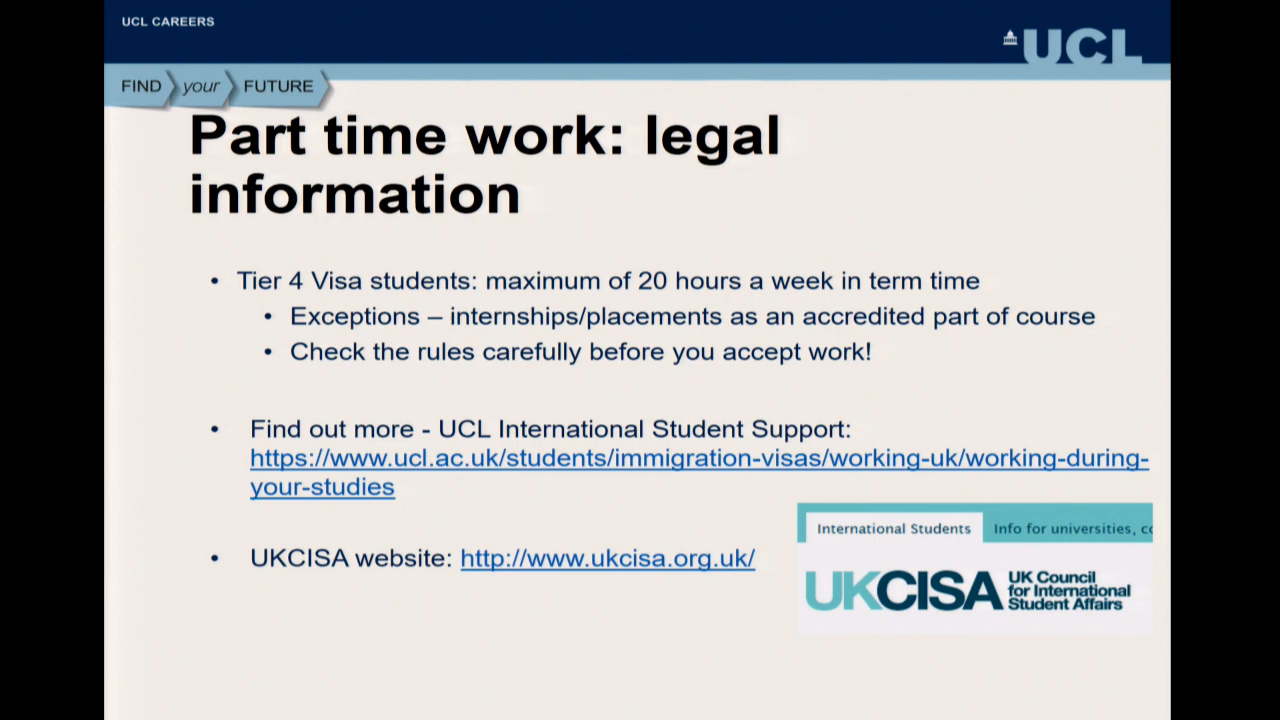 UCL CAREERS
UCL
FIND your FUTURE
Part time work: legal
information
• Tier 4 Visa students: maximum of 20 hours a week in term time
• Exceptions – internships/placements as an accredited part of course
• Check the rules carefully before you accept work!
• Find out more - UCL International Student Support:
https://www.ucl.ac.uk/students/immigration-visas/working-uk/working-during-
your-studies
International Students Info for universities,
• UKCISA website: http://www.ukcisa.org.uk/
UKCISA UK Council
for International
Student Affairs